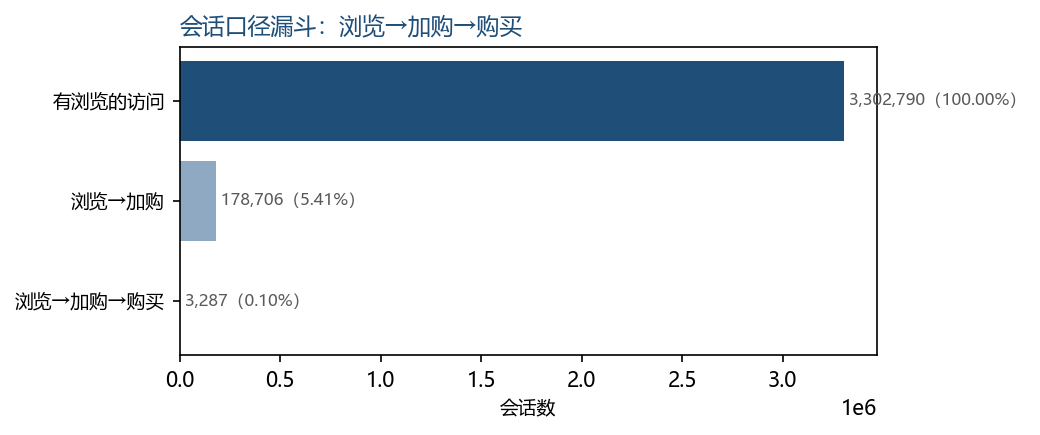 会话口径漏斗：浏览→加购→购买
有浏览的访问
3,302,790（100.00%）
浏览→加购
178,706（5.41%）
浏览→加购→购买
3,287（0.10%）
0.0 0.5 1.0 1.5 2.0 2.5 3.0
会话数
1e6